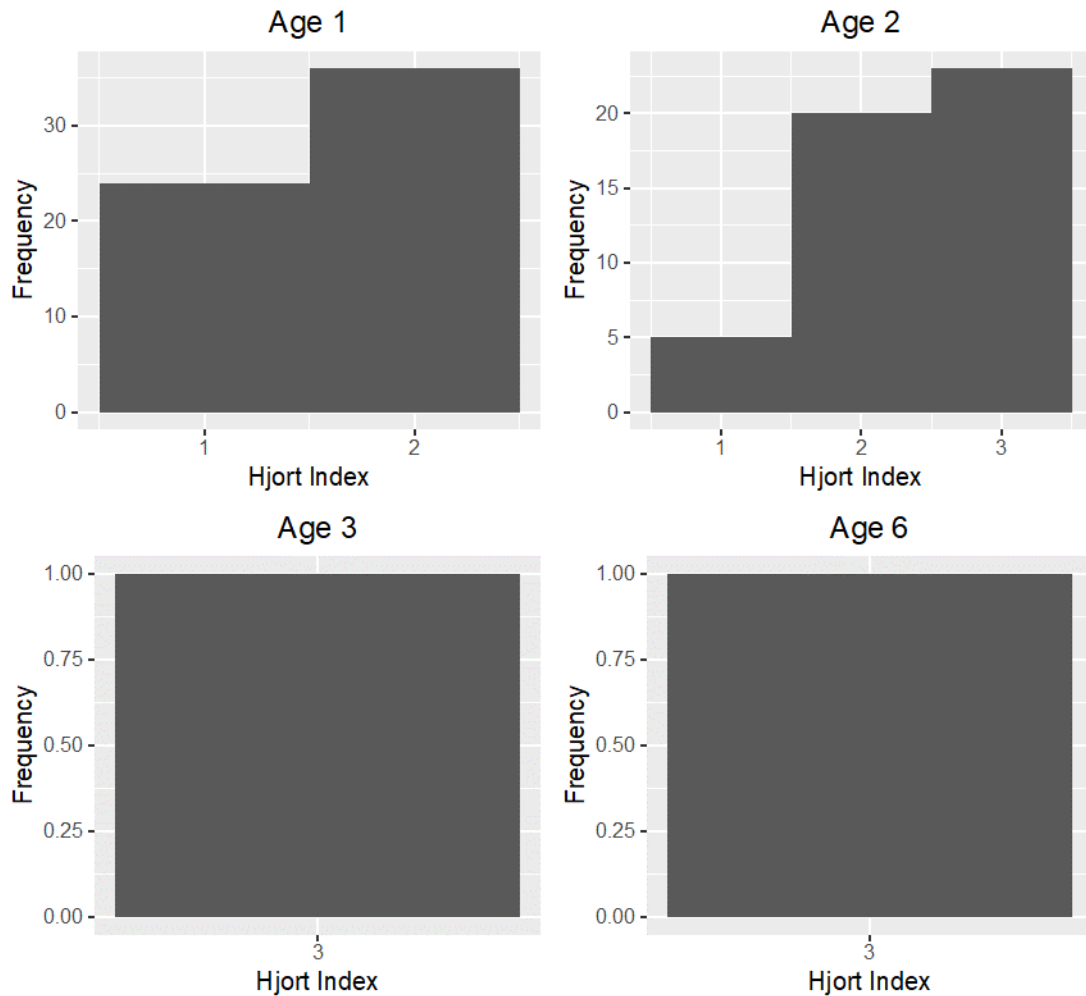 Age 1
Frequency
30
20
10
0
1 2
Hjort Index
Age 2
Frequency
20
15
10
5
0
1 2 3
Hjort Index
Age 3
Frequency
1.00
0.75
0.50
0.25
0.00
3
Hjort Index
Age 6
Frequency
1.00
0.75
0.50
0.25
0.00
3
Hjort Index